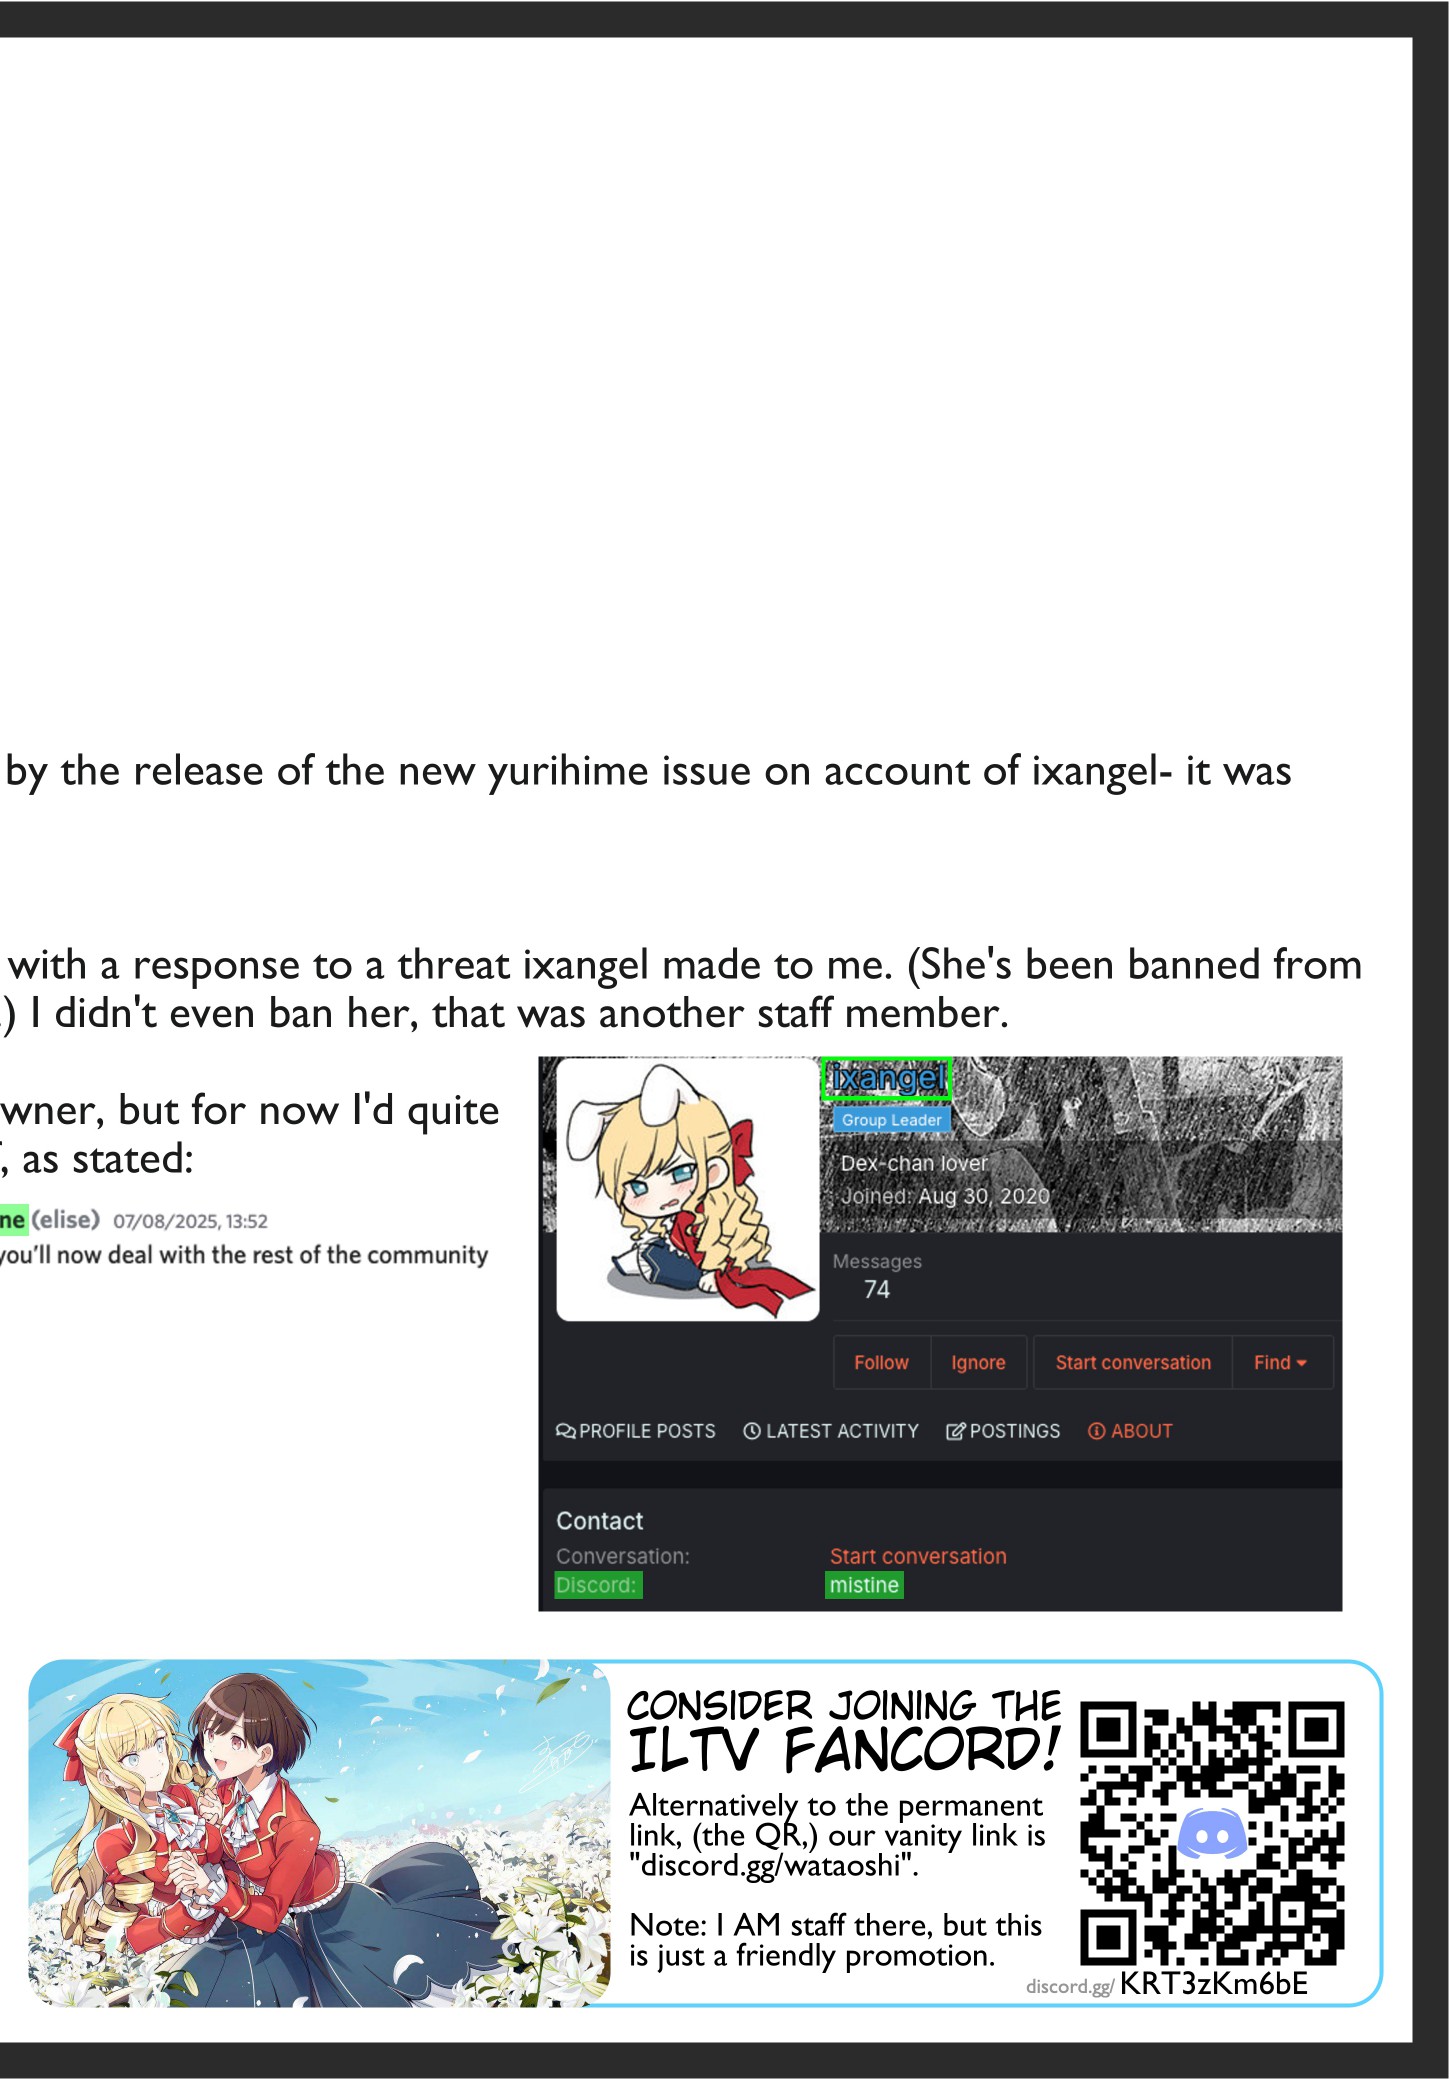 by the release of the new yurihime issue on account of ixangel- it was
with a response to a threat ixangel made to me. (She's been banned from
) I didn't even ban her, that was another staff member.
wner, but for now I'd quite
, as stated:
ne (elise) 07/08/2025, 13:52
you'll now deal with the rest of the community
ixangel
Group Leader
Dex-chan lover
Joined: Aug 30, 2020
Messages
74
Follow Ignore Start conversation Find
PROFILE POSTS LATEST ACTIVITY POSTINGS ABOUT
Contact
Conversation: Start conversation
Discord: mistine
CONSIDER JOINING THE
ILTV FANCORD!
Alternatively to the permanent
link, (the QR,) our vanity link is
"discord.gg/wataoshi".
Note: I AM staff there, but this
is just a friendly promotion.
discord.gg/ KRT3zKm6bE